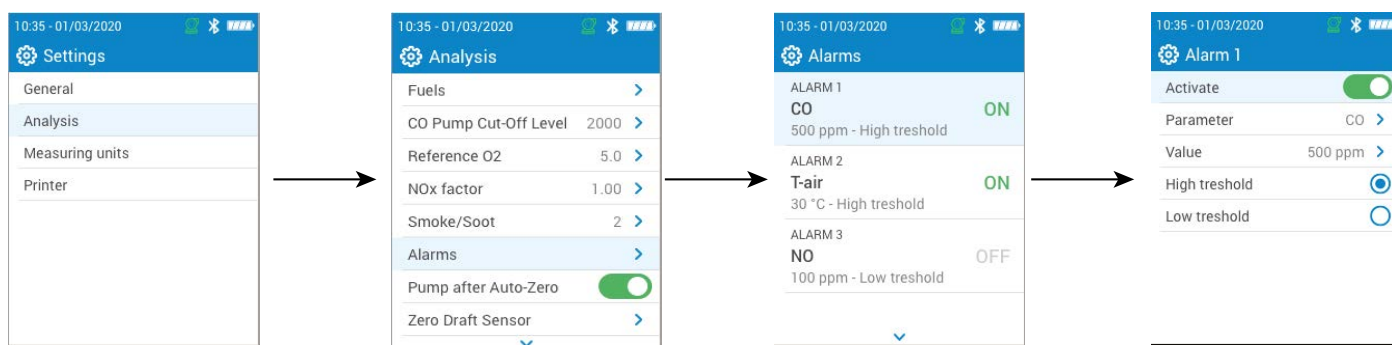 10:35 - 01/03/2020
Settings
General
Analysis
Measuring units
Printer
10:35 - 01/03/2020
Analysis
Fuels
CO Pump Cut-Off Level 2000
Reference O2 5.0
NOx factor 1.00
Smoke/Soot 2
Alarms
Pump after Auto-Zero
Zero Draft Sensor
10:35 - 01/03/2020
Alarms
ALARM 1
CO ON
500 ppm - High treshold
ALARM 2
T-air ON
30 °C - High treshold
ALARM 3
NO OFF
100 ppm - Low treshold
10:35 - 01/03/2020
Alarm 1
Activate
Parameter CO
Value 500 ppm
High treshold
Low treshold